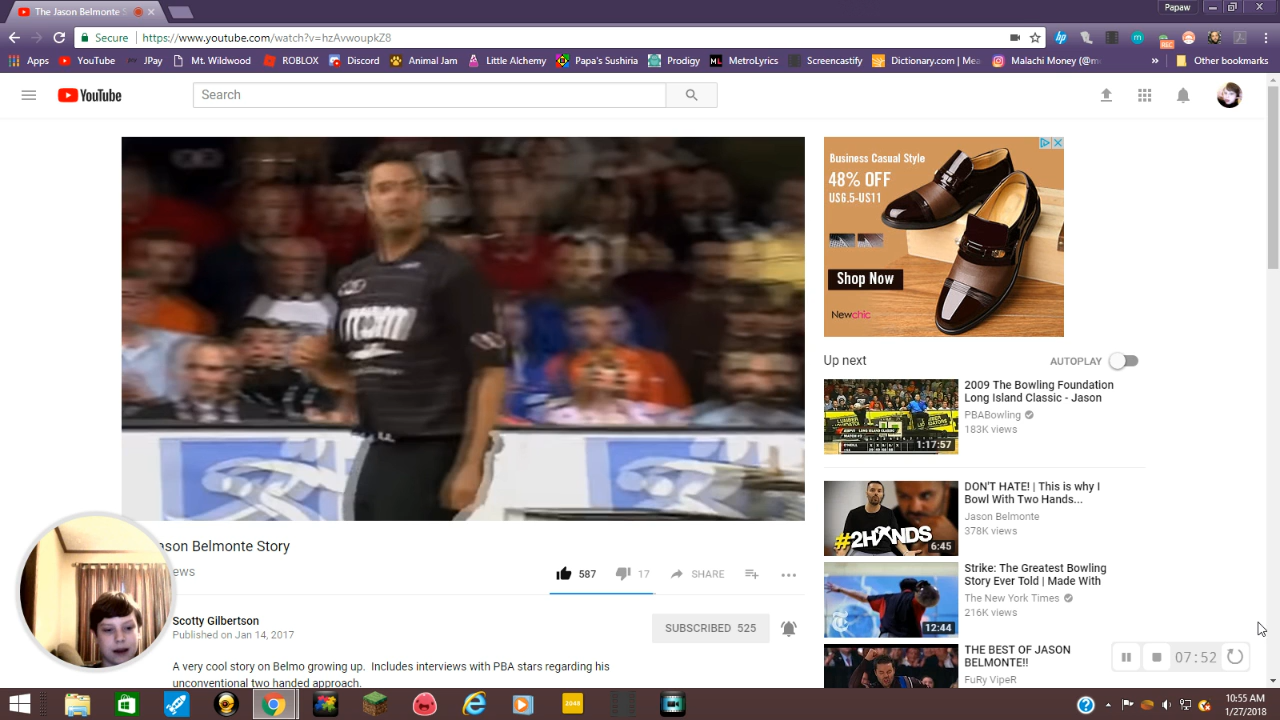 The Jason Belmonte S
Papaw
Secure
https://www.youtube.com/watch?v=hzAvwoupkZ8
REC
Apps
YouTube
JPay
Mt. Wildwood
ROBLOX
Discord
Animal Jam
Little Alchemy
Papa's Sushiria
Prodigy
MetroLyrics
Screencast
Dictionary.com | Mea
iFunny :)
My Screen
»
YouTube
Search
Business Casual Style
48% OFF
US6.5-US11
Shop Now
Newchic
Up next
AUTOPLAY
2009 The Bowling Foundation
Long Island Classic - Jason
PBABowling
183K views
1:17:57
DON'T HATE! | This is why I
Bowl With Two Hands...
Jason Belmonte
378K views
#2HANDS
6:45
Strike: The Greatest Bowling
Story Ever Told | Made With
The New York Times
216K views
12:44
THE BEST OF JASON
BELMONTE!!
FuRy VipeR
ason Belmonte Story
ews
587
17
SHARE
Scotty Gilbertson
Published on Jan 14, 2017
SUBSCRIBED 525
A very cool story on Belmo growing up. Includes interviews with PBA stars regarding his
unconventional two handed approach.
07:52
2048
10:55 AM
1/27/2018